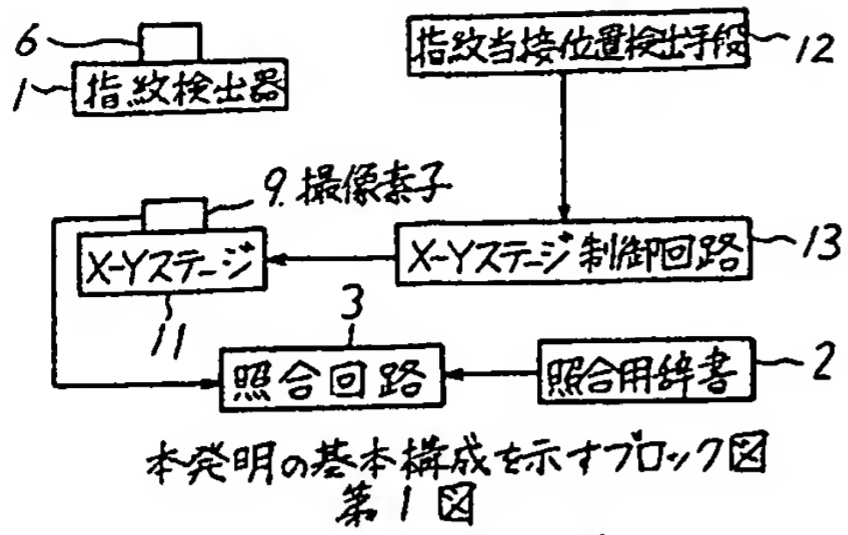 6
1 指紋検出器
指紋当接位置検出手段 12
9. 撮像素子
X-Yステージ
11
X-Yステージ制御回路 13
3
照合回路
照合用辞書 2
本発明の基本構成を示すブロック図
第1図